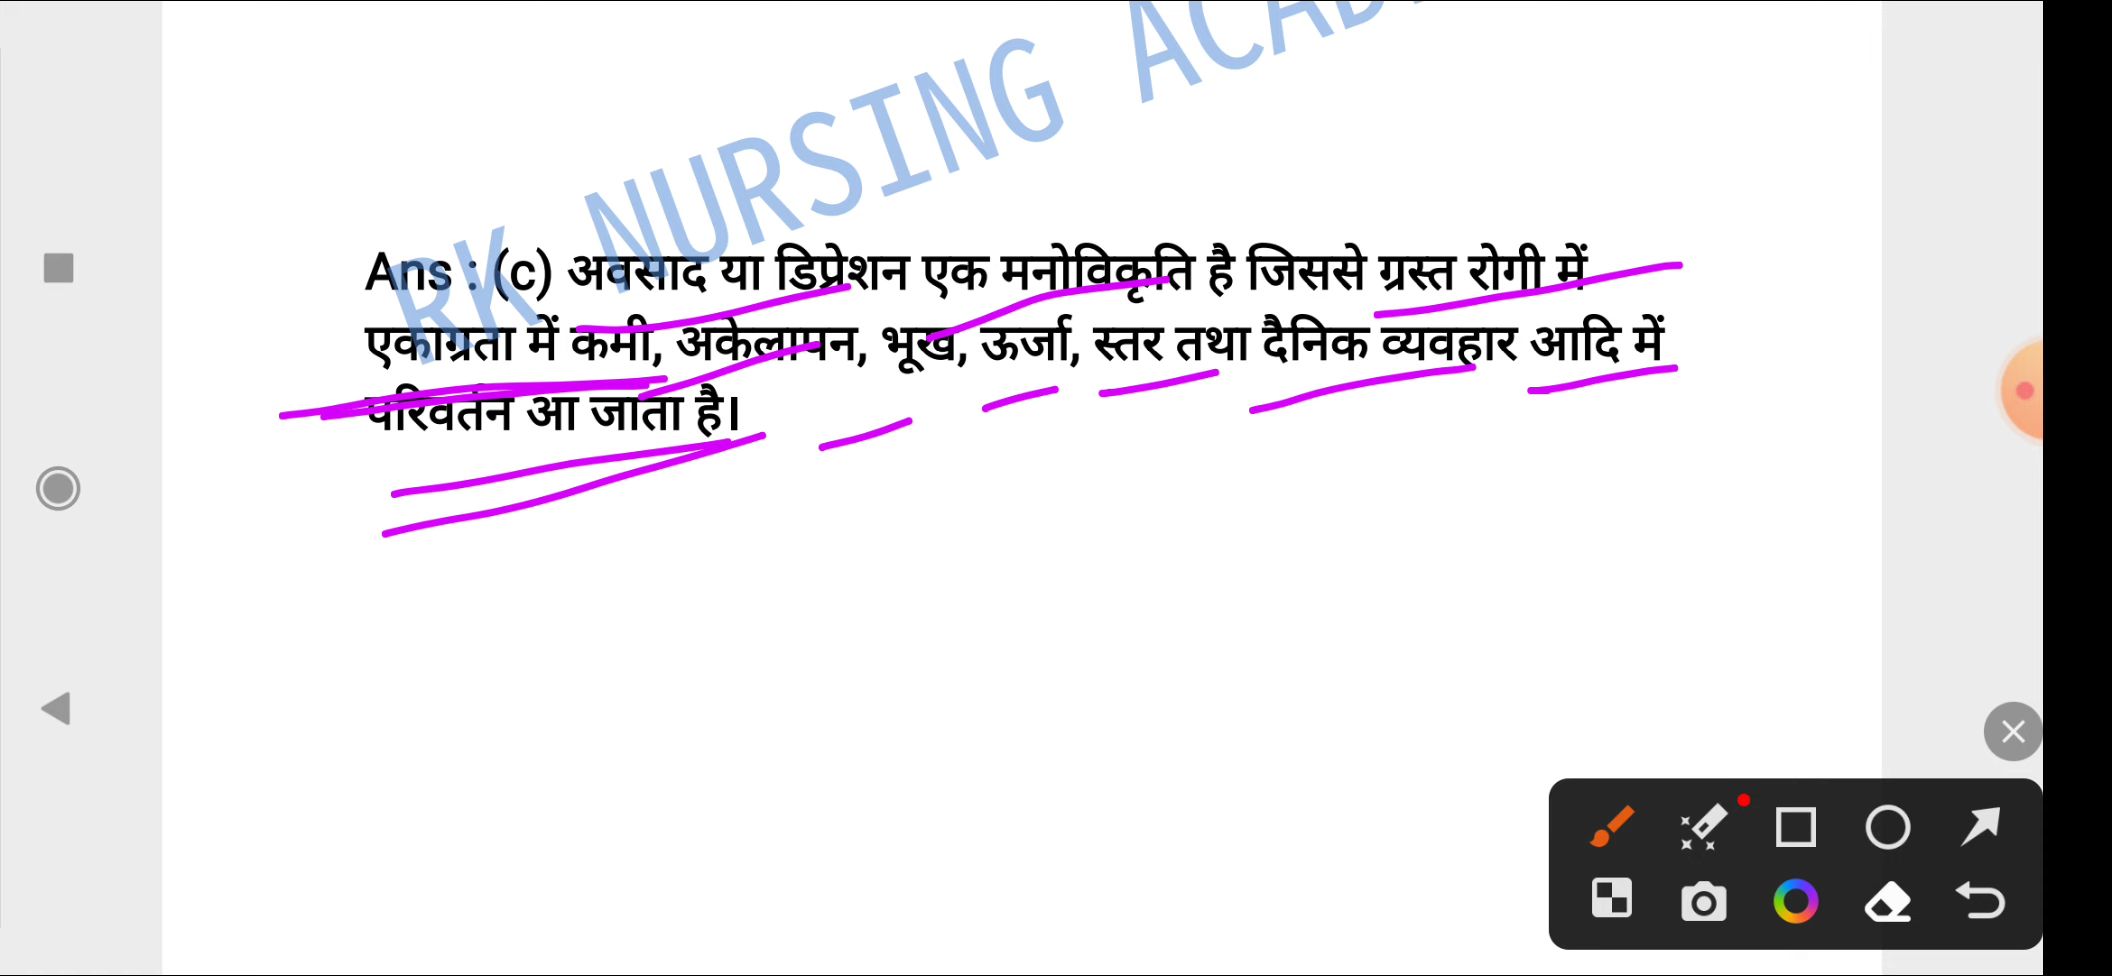 RK NURSING ACAD
Ans : (c) अवसाद या डिप्रेशन एक मनोविकृति है जिससे ग्रस्त रोगी में
एकाग्रता में कमी, अकेलापन, भूख, ऊर्जा, स्तर तथा दैनिक व्यवहार आदि में
परिवर्तन आ जाता है।